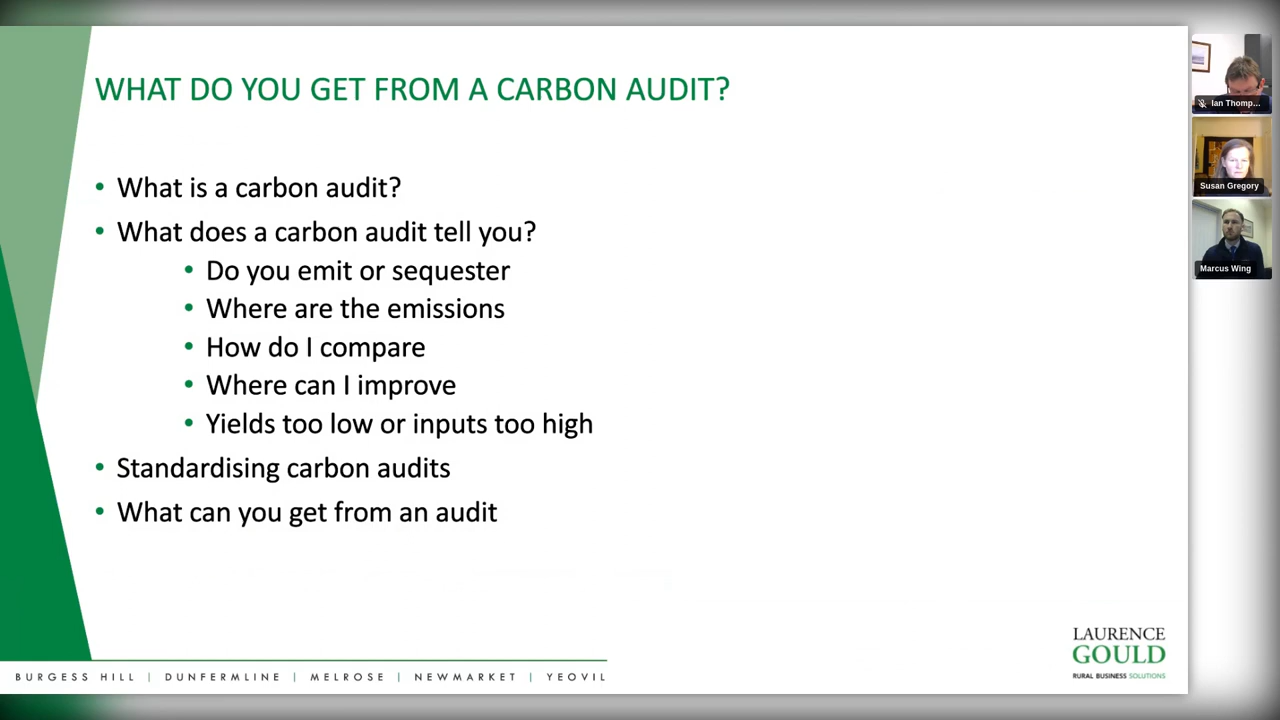 WHAT DO YOU GET FROM A CARBON AUDIT?
• What is a carbon audit?
• What does a carbon audit tell you?
• Do you emit or sequester
• Where are the emissions
• How do I compare
• Where can I improve
• Yields too low or inputs too high
• Standardising carbon audits
• What can you get from an audit
LAURENCE
GOULD
RURAL BUSINESS SOLUTIONS
BURGESS HILL | DUNFERMLINE | MELROSE | NEWMARKET | YEOVIL
Ian Thomp...
Susan Gregory
Marcus Wing